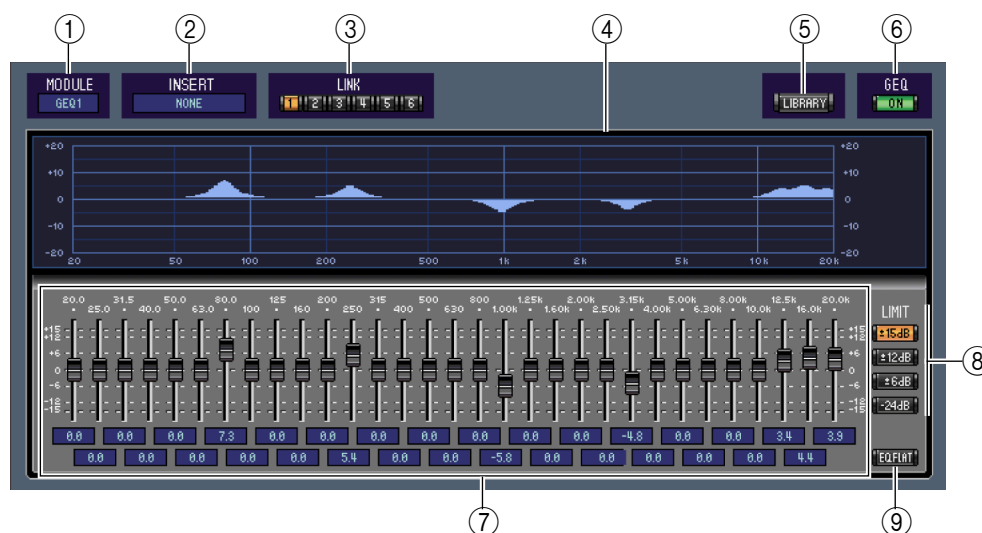 ① ② ③ ④ ⑤ ⑥
MODULE INSERT LINK GEQ
GEQ1 NONE 1 2 3 4 5 6 LIBRARY ON
+20 +20
+10 +10
0 0
-10 -10
-20 -20
20 50 100 200 500 1k 2k 5k 10k 20k
20.0 31.5 50.0 80.0 125 200 315 500 800 1.25k 2.00k 3.15k 5.00k 8.00k 12.5k 20.0k
25.0 40.0 63.0 100 160 250 400 630 1.00k 1.60k 2.50k 4.00k 6.30k 10.0k 16.0k
LIMIT
+15 +15 ±15dB
+12 +12
+6 +6 ±12dB
0 0
-6 -6 ±6dB
-12 -12
-15 -15 -24dB
⑧
0.0 0.0 0.0 7.3 0.0 0.0 0.0 0.0 0.0 0.0 0.0 -4.8 0.0 0.0 3.4 3.9
0.0 0.0 0.0 0.0 0.0 5.4 0.0 0.0 -5.8 0.0 0.0 0.0 0.0 0.0 4.4
EQ.FLAT
⑦ ⑨